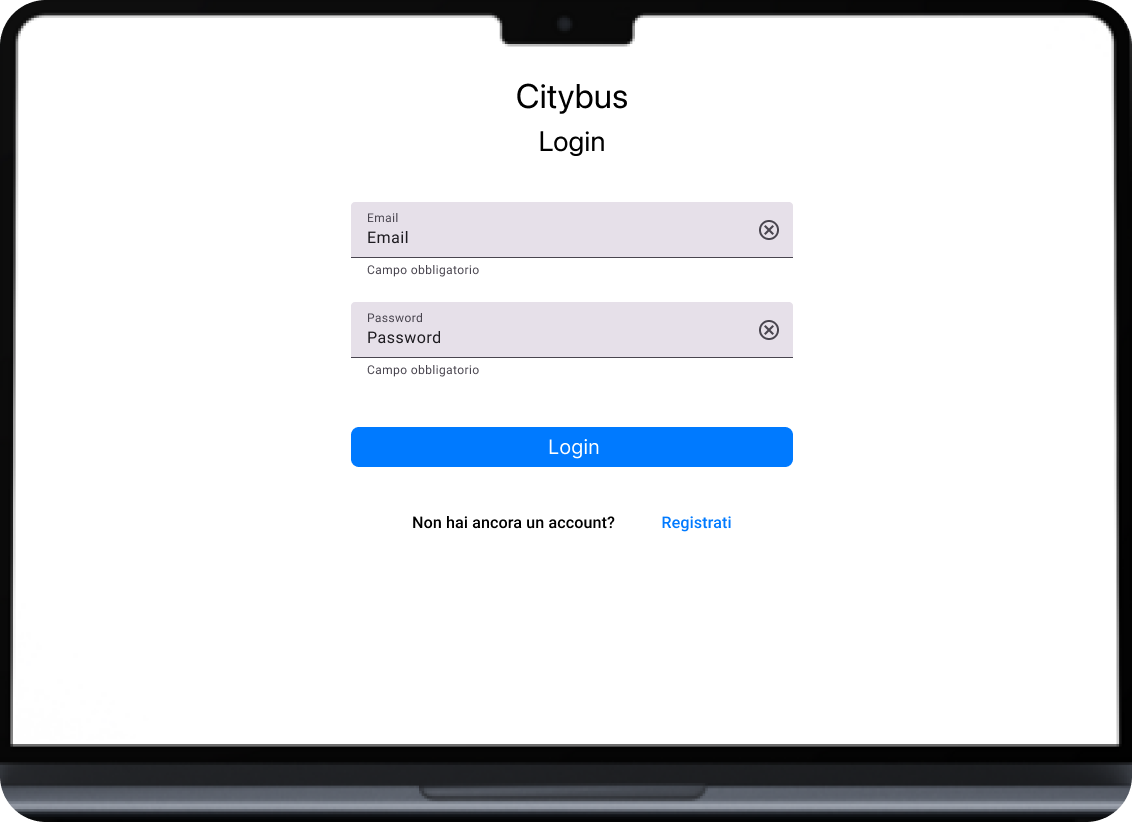 Citybus
Login
Email
Email
Campo obbligatorio
Password
Password
Campo obbligatorio
Login
Non hai ancora un account? Registrati